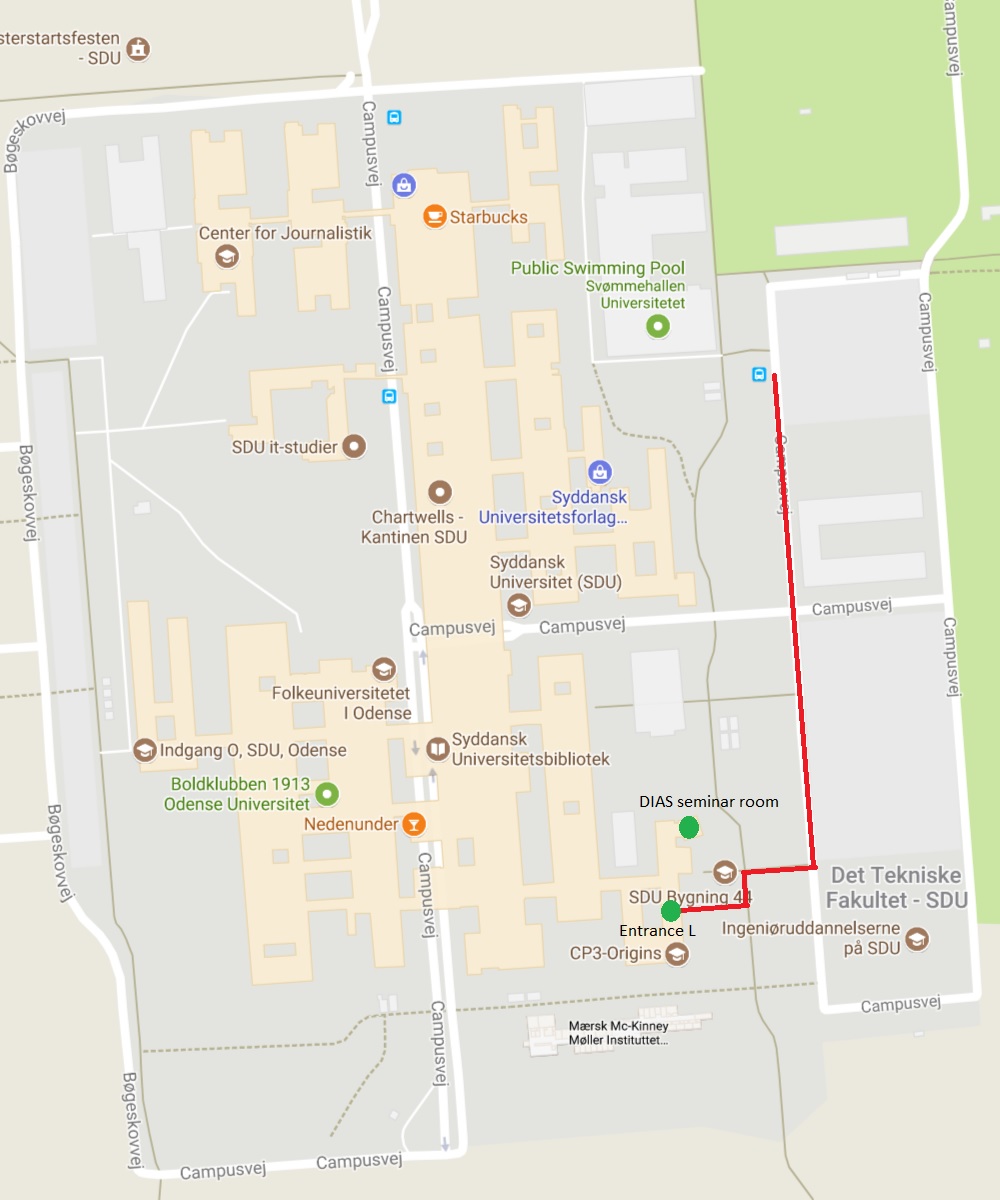 sterstartsfesten
- SDU
Campusvej
Bøgeskovvej
Campusvej
Starbucks
Center for Journalistik
Public Swimming Pool
Svømmehallen
Universitetet
Campusvej
Campusvej
SDU it-studier
Campusvej
Bøgeskovvej
Syddansk
Universitetsforlag...
Chartwells -
Kantinen SDU
Syddansk
Universitet (SDU)
Campusvej
Campusvej
Campusvej
Campusvej
Folkeuniversitetet
I Odense
Indgang O, SDU, Odense
Syddansk
Universitetsbibliotek
Boldklubben 1913
Odense Universitet
Nedenunder
DIAS seminar room
Bøgeskovvej
Campusvej
SDU Bygning 44
Det Tekniske
Fakultet - SDU
Entrance L
Ingeniøruddannelserne
på SDU
CP3-Origins
Campusvej
Campusvej
Mærsk Mc-Kinney
Møller Instituttet...
Bøgeskovvej
Campusvej
Campusvej